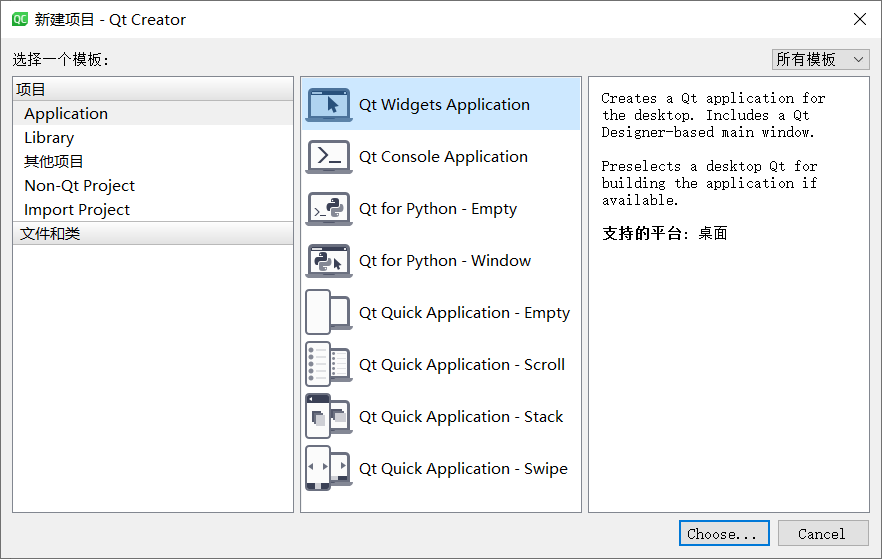 新建项目 - Qt Creator
选择一个模板:
所有模板
项目
Application
Library
其他项目
Non-Qt Project
Import Project
文件和类
Qt Widgets Application
Qt Console Application
Qt for Python - Empty
Qt for Python - Window
Qt Quick Application - Empty
Qt Quick Application - Scroll
Qt Quick Application - Stack
Qt Quick Application - Swipe
Creates a Qt application for
the desktop. Includes a Qt
Designer-based main window.
Preselects a desktop Qt for
building the application if
available.
支持的平台: 桌面
Choose...
Cancel